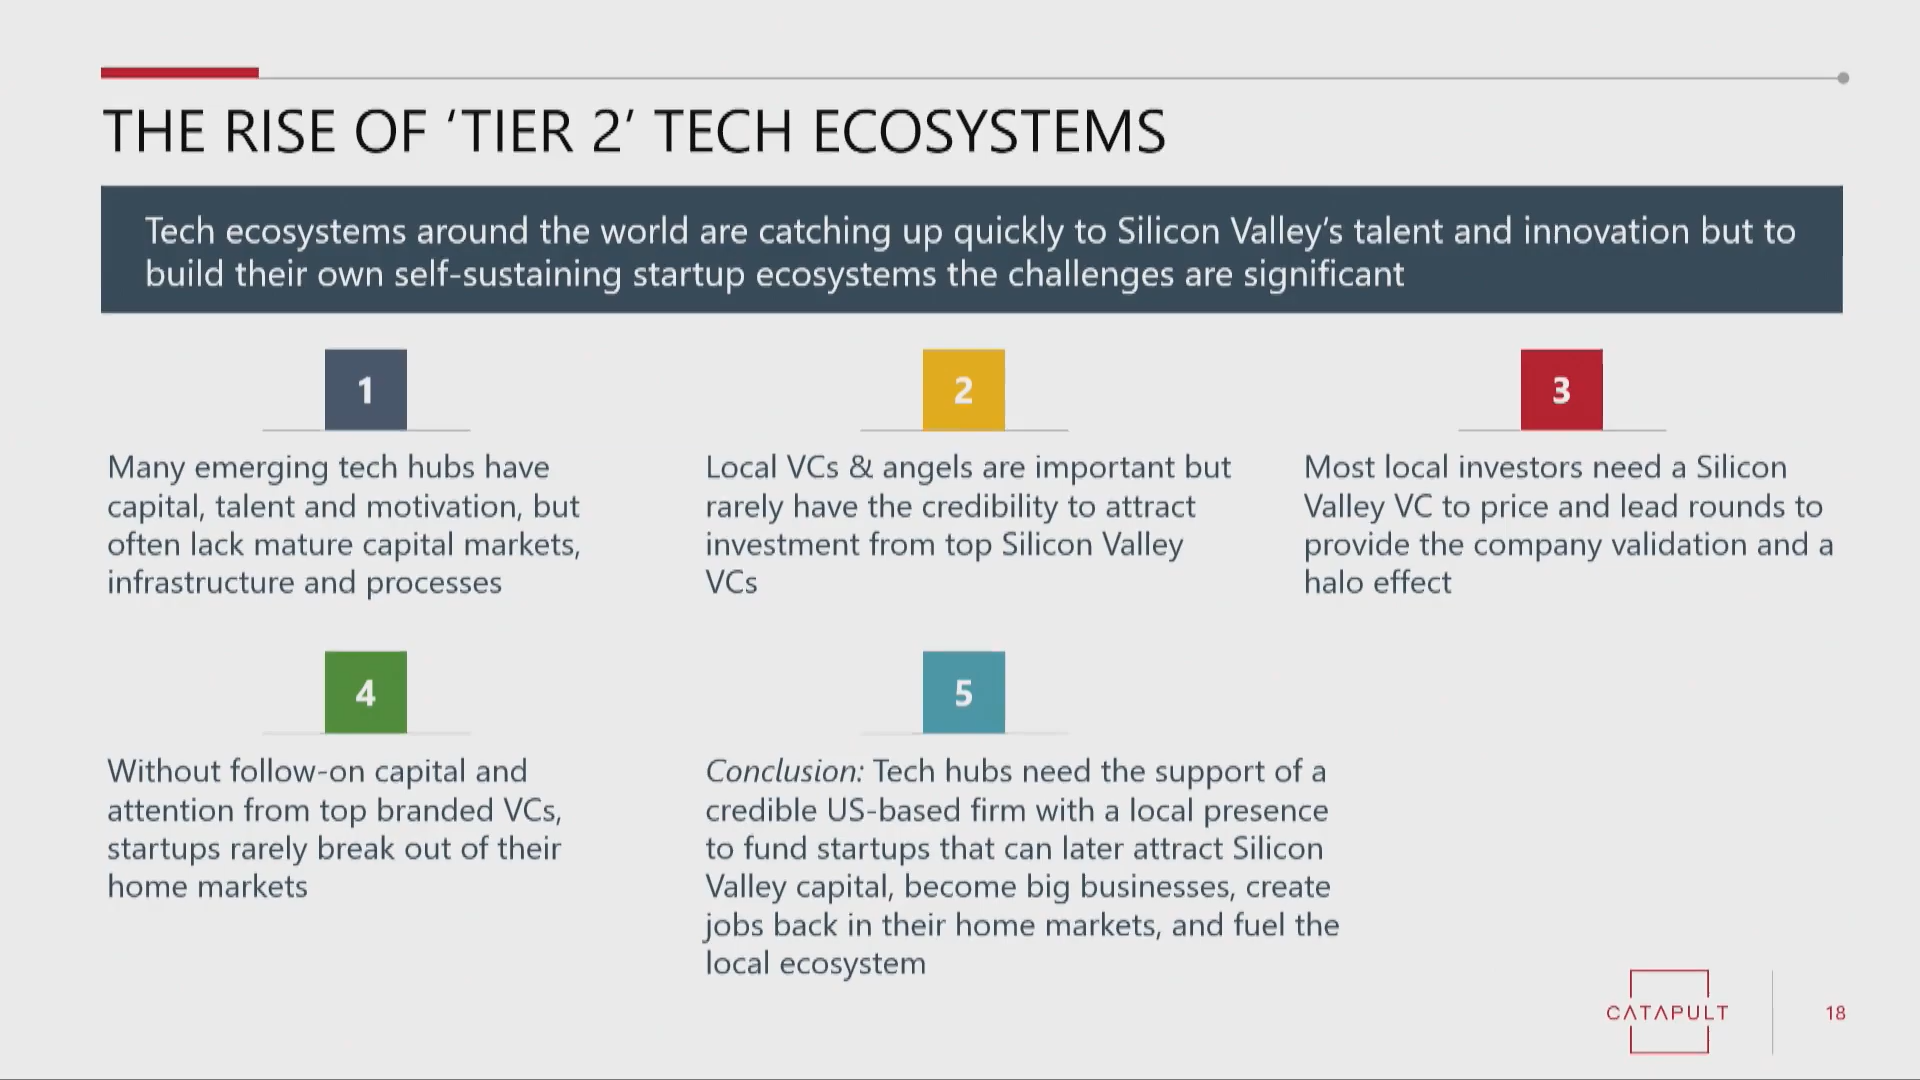 THE RISE OF ‘TIER 2’ TECH ECOSYSTEMS
Tech ecosystems around the world are catching up quickly to Silicon Valley’s talent and innovation but to
build their own self-sustaining startup ecosystems the challenges are significant
1
Many emerging tech hubs have
capital, talent and motivation, but
often lack mature capital markets,
infrastructure and processes
2
Local VCs & angels are important but
rarely have the credibility to attract
investment from top Silicon Valley
VCs
3
Most local investors need a Silicon
Valley VC to price and lead rounds to
provide the company validation and a
halo effect
4
Without follow-on capital and
attention from top branded VCs,
startups rarely break out of their
home markets
5
Conclusion: Tech hubs need the support of a
credible US-based firm with a local presence
to fund startups that can later attract Silicon
Valley capital, become big businesses, create
jobs back in their home markets, and fuel the
local ecosystem
CATAPULT
18